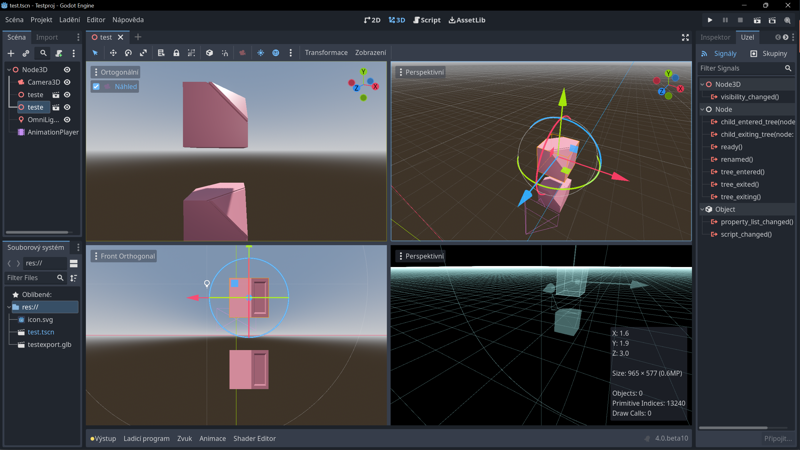 test.tscn - Testproj - Godot Engine
Scéna Projekt Ladění Editor Nápověda
2D 3D Script AssetLib
Scéna Import
test
Inspektor Uzel
Transformace Zobrazení
Signály Skupiny
Filter Signals
Node3D
Camera3D
teste
teste
OmniLig...
AnimationPlayer
Ortogonální
Náhled
Perspektivní
Y
X
Z
Y
X
Z
Node3D
visibility_changed()
Node
child_entered_tree(node
child_exiting_tree(node:
ready()
renamed()
tree_entered()
tree_exited()
tree_exiting()
Object
property_list_changed()
script_changed()
Souborový systém
res://
Filter Files
Oblíbené:
res://
icon.svg
test.tscn
testexport.glb
Front Orthogonal
Perspektivní
X: 1.6
Y: 1.9
Z: 3.0
Size: 965 × 577 (0.6MP)
Objects: 0
Primitive Indices: 13240
Draw Calls: 0
Výstup Ladící program Zvuk Animace Shader Editor
4.0.beta10
Připojit...